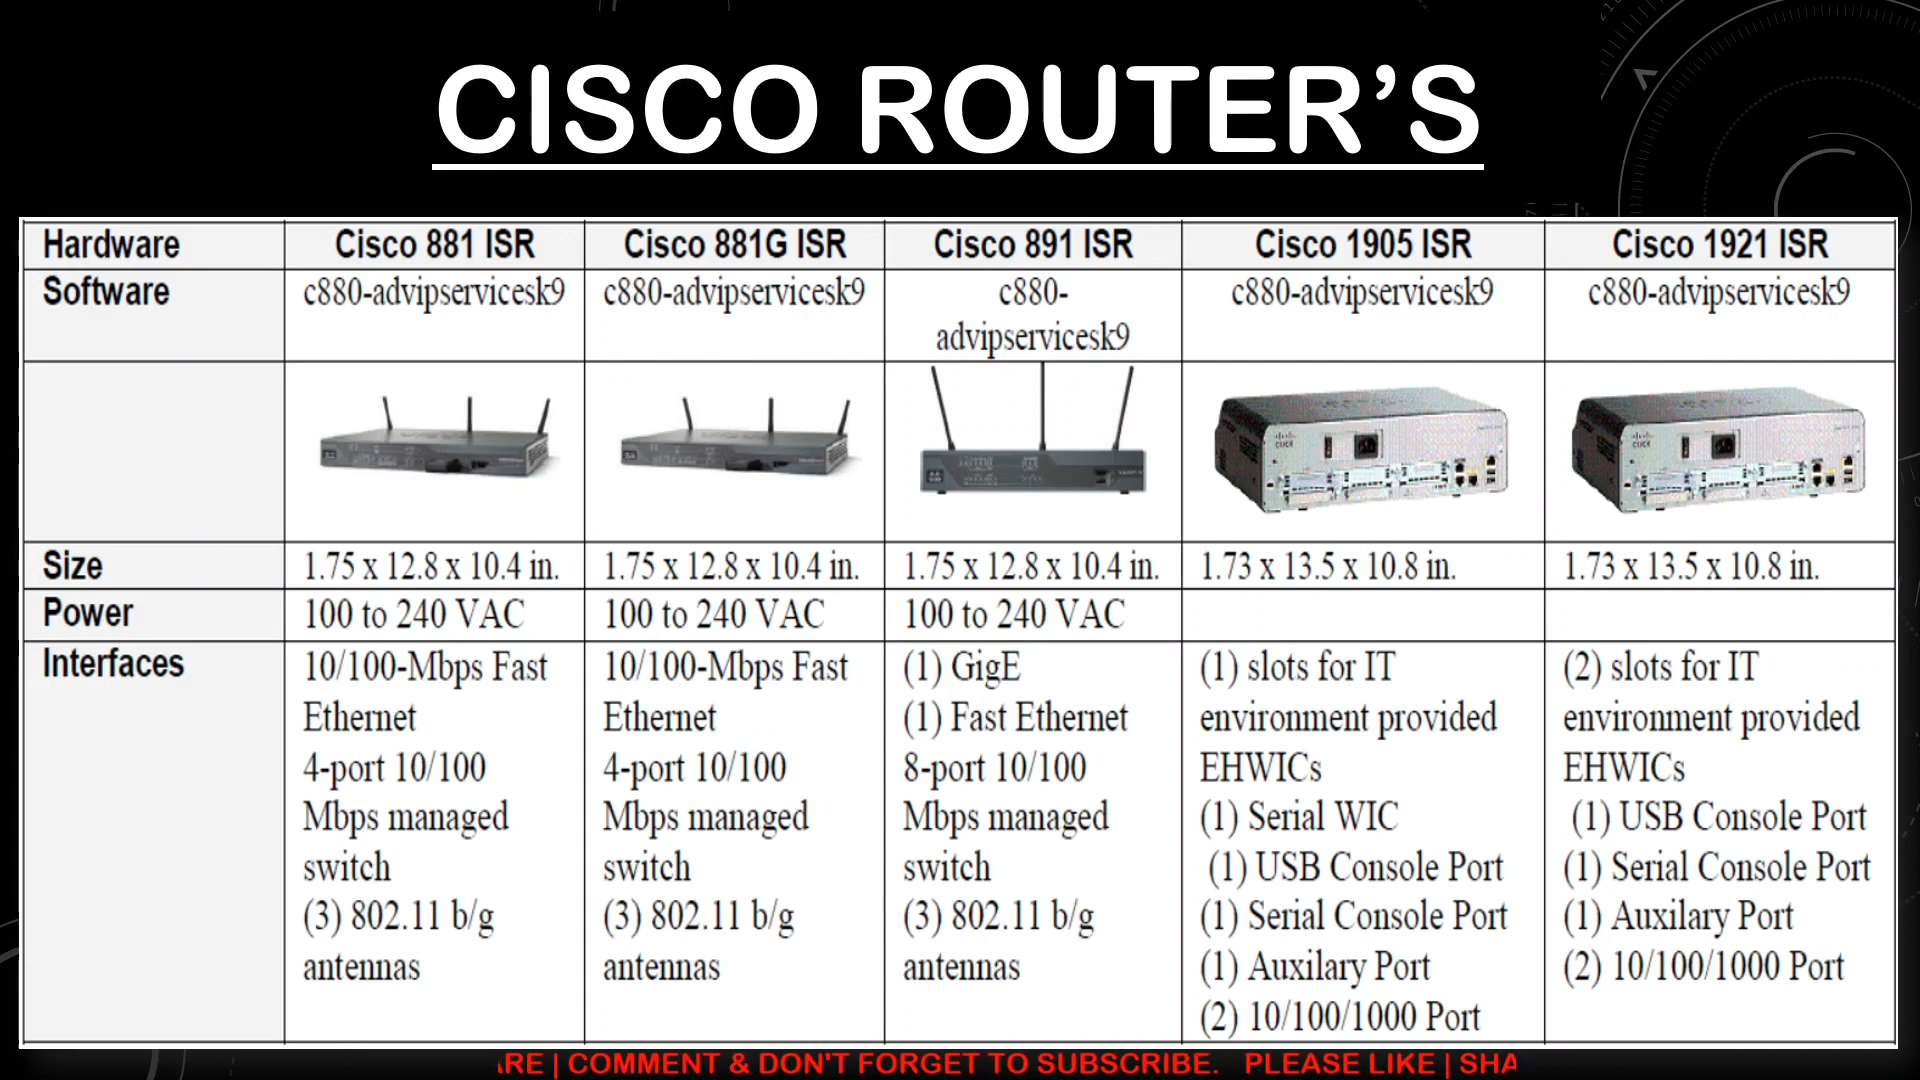 CISCO ROUTER’S
Hardware Cisco 881 ISR Cisco 881G ISR Cisco 891 ISR Cisco 1905 ISR Cisco 1921 ISR
Software c880-advipservicesk9 c880-advipservicesk9 c880- c880-advipservicesk9 c880-advipservicesk9
advipservicesk9
Size 1.75 x 12.8 x 10.4 in. 1.75 x 12.8 x 10.4 in. 1.75 x 12.8 x 10.4 in. 1.73 x 13.5 x 10.8 in. 1.73 x 13.5 x 10.8 in.
Power 100 to 240 VAC 100 to 240 VAC 100 to 240 VAC
Interfaces 10/100-Mbps Fast 10/100-Mbps Fast (1) GigE (1) slots for IT (2) slots for IT
Ethernet Ethernet (1) Fast Ethernet environment provided environment provided
4-port 10/100 4-port 10/100 8-port 10/100 EHWICs EHWICs
Mbps managed Mbps managed Mbps managed (1) Serial WIC (1) USB Console Port
switch switch switch (1) USB Console Port (1) Serial Console Port
(3) 802.11 b/g (3) 802.11 b/g (3) 802.11 b/g (1) Serial Console Port (1) Auxilary Port
antennas antennas antennas (1) Auxilary Port (2) 10/100/1000 Port
(2) 10/100/1000 Port
ARE | COMMENT & DON'T FORGET TO SUBSCRIBE. PLEASE LIKE | SHA